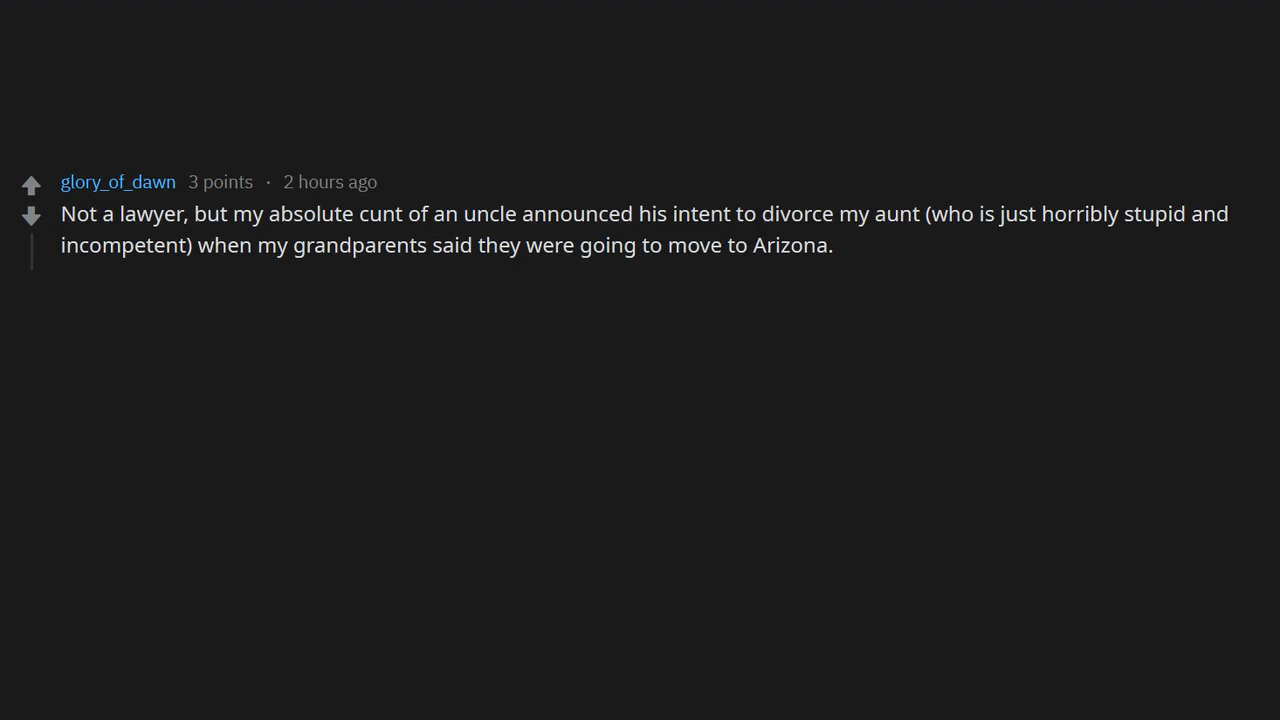 glory_of_dawn 3 points · 2 hours ago
Not a lawyer, but my absolute cunt of an uncle announced his intent to divorce my aunt (who is just horribly stupid and
incompetent) when my grandparents said they were going to move to Arizona.